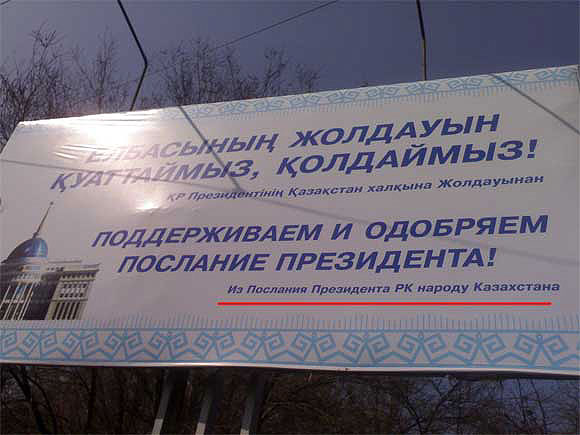 ЕЛБАСЫНЫҢ ЖОЛДАУЫН
ҚУАТТАЙМЫЗ, ҚОЛДАЙМЫЗ!
ҚР Президентінің Қазақстан халқына Жолдауынан
ПОДДЕРЖИВАЕМ И ОДОБРЯЕМ
ПОСЛАНИЕ ПРЕЗИДЕНТА!
Из Послания Президента РК народу Казахстана